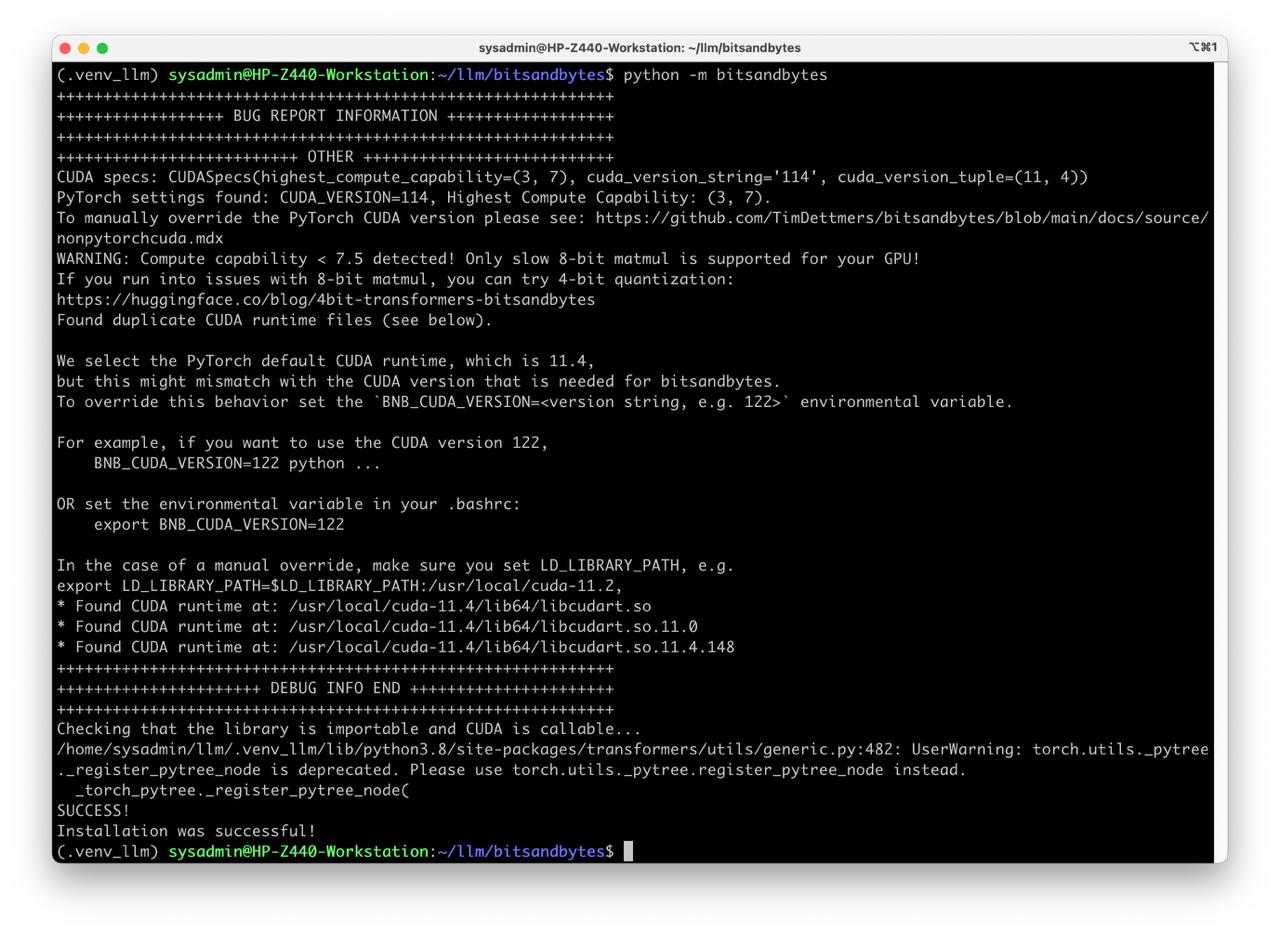 sysadmin@HP-Z440-Workstation: ~/llm/bitsandbytes
⌥⌘1
(.venv_llm) sysadmin@HP-Z440-Workstation:~/llm/bitsandbytes$ python -m bitsandbytes
++++++++++++++++++++++++++++++++++++++++++++++++++++++++++++
++++++++++++++++++ BUG REPORT INFORMATION ++++++++++++++++++
++++++++++++++++++++++++++++++++++++++++++++++++++++++++++++
++++++++++++++++++++++++++ OTHER +++++++++++++++++++++++++++
CUDA specs: CUDASpecs(highest_compute_capability=(3, 7), cuda_version_string='114', cuda_version_tuple=(11, 4))
PyTorch settings found: CUDA_VERSION=114, Highest Compute Capability: (3, 7).
To manually override the PyTorch CUDA version please see: https://github.com/TimDettmers/bitsandbytes/blob/main/docs/source/
nonpytorchcuda.mdx
WARNING: Compute capability < 7.5 detected! Only slow 8-bit matmul is supported for your GPU!
If you run into issues with 8-bit matmul, you can try 4-bit quantization:
https://huggingface.co/blog/4bit-transformers-bitsandbytes
Found duplicate CUDA runtime files (see below).

We select the PyTorch default CUDA runtime, which is 11.4,
but this might mismatch with the CUDA version that is needed for bitsandbytes.
To override this behavior set the `BNB_CUDA_VERSION=<version string, e.g. 122>` environmental variable.

For example, if you want to use the CUDA version 122,
    BNB_CUDA_VERSION=122 python ...

OR set the environmental variable in your .bashrc:
    export BNB_CUDA_VERSION=122

In the case of a manual override, make sure you set LD_LIBRARY_PATH, e.g.
export LD_LIBRARY_PATH=$LD_LIBRARY_PATH:/usr/local/cuda-11.2,
* Found CUDA runtime at: /usr/local/cuda-11.4/lib64/libcudart.so
* Found CUDA runtime at: /usr/local/cuda-11.4/lib64/libcudart.so.11.0
* Found CUDA runtime at: /usr/local/cuda-11.4/lib64/libcudart.so.11.4.148
++++++++++++++++++++++++++++++++++++++++++++++++++++++++++++
++++++++++++++++++++++ DEBUG INFO END ++++++++++++++++++++++
++++++++++++++++++++++++++++++++++++++++++++++++++++++++++++
Checking that the library is importable and CUDA is callable...
/home/sysadmin/llm/.venv_llm/lib/python3.8/site-packages/transformers/utils/generic.py:482: UserWarning: torch.utils._pytree
._register_pytree_node is deprecated. Please use torch.utils._pytree.register_pytree_node instead.
  _torch_pytree._register_pytree_node(
SUCCESS!
Installation was successful!
(.venv_llm) sysadmin@HP-Z440-Workstation:~/llm/bitsandbytes$